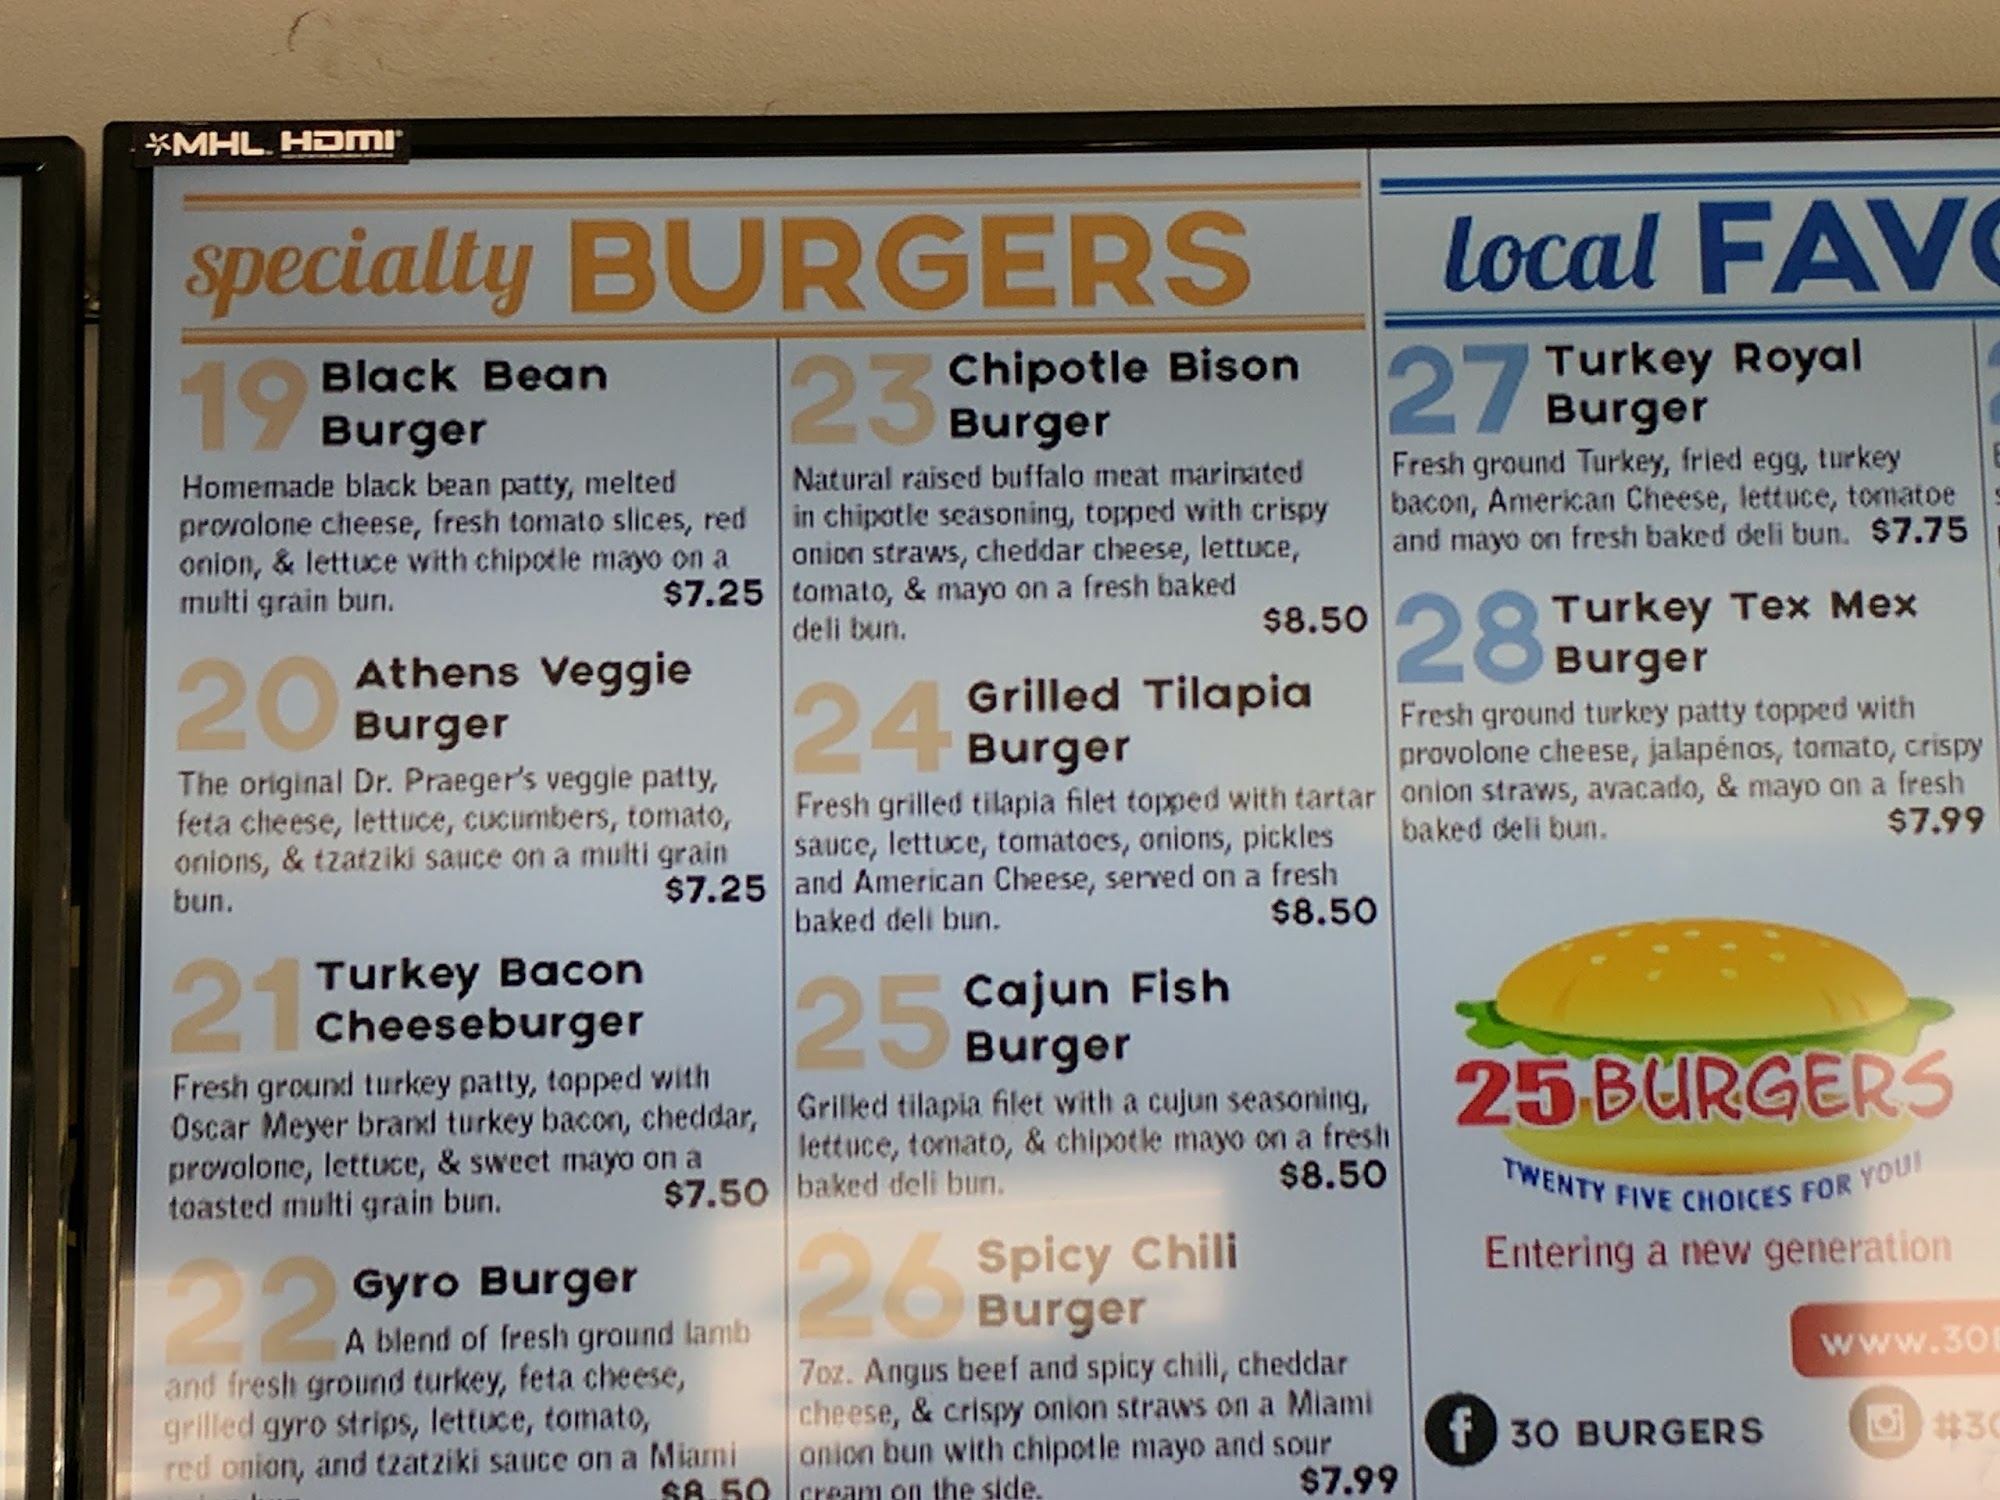 MHL HDMI
specialty BURGERS
19 Black Bean
Burger
Homemade black bean patty, melted
provolone cheese, fresh tomato slices, red
onion, & lettuce with chipotle mayo on a
multi grain bun. $7.25
20 Athens Veggie
Burger
The original Dr. Praeger's veggie patty,
feta cheese, lettuce, cucumbers, tomato,
onions, & tzatziki sauce on a multi grain
bun. $7.25
21 Turkey Bacon
Cheeseburger
Fresh ground turkey patty, topped with
Oscar Meyer brand turkey bacon, cheddar,
provolone, lettuce, & sweet mayo on a
toasted multi grain bun. $7.50
22 Gyro Burger
A blend of fresh ground lamb
and fresh ground turkey, feta cheese,
grilled gyro strips, lettuce, tomato,
red onion, and tzatziki sauce on a Miami
$8.50
23 Chipotle Bison
Burger
Natural raised buffalo meat marinated
in chipotle seasoning, topped with crispy
onion straws, cheddar cheese, lettuce,
tomato, & mayo on a fresh baked
deli bun. $8.50
24 Grilled Tilapia
Burger
Fresh grilled tilapia filet topped with tartar
sauce, lettuce, tomatoes, onions, pickles
and American Cheese, served on a fresh
baked deli bun. $8.50
25 Cajun Fish
Burger
Grilled tilapia filet with a cujun seasoning,
lettuce, tomato, & chipotle mayo on a fresh
baked deli bun. $8.50
26 Spicy Chili
Burger
7oz. Angus beef and spicy chili, cheddar
cheese, & crispy onion straws on a Miami
onion bun with chipotle mayo and sour
cream on the side. $7.99
local FAVO
27 Turkey Royal
Burger
Fresh ground Turkey, fried egg, turkey
bacon, American Cheese, lettuce, tomatoe
and mayo on fresh baked deli bun. $7.75
28 Turkey Tex Mex
Burger
Fresh ground turkey patty topped with
provolone cheese, jalapénos, tomato, crispy
onion straws, avacado, & mayo on a fresh
baked deli bun. $7.99
25 BURGERS
TWENTY FIVE CHOICES FOR YOU!
Entering a new generation
www.30
30 BURGERS
#30